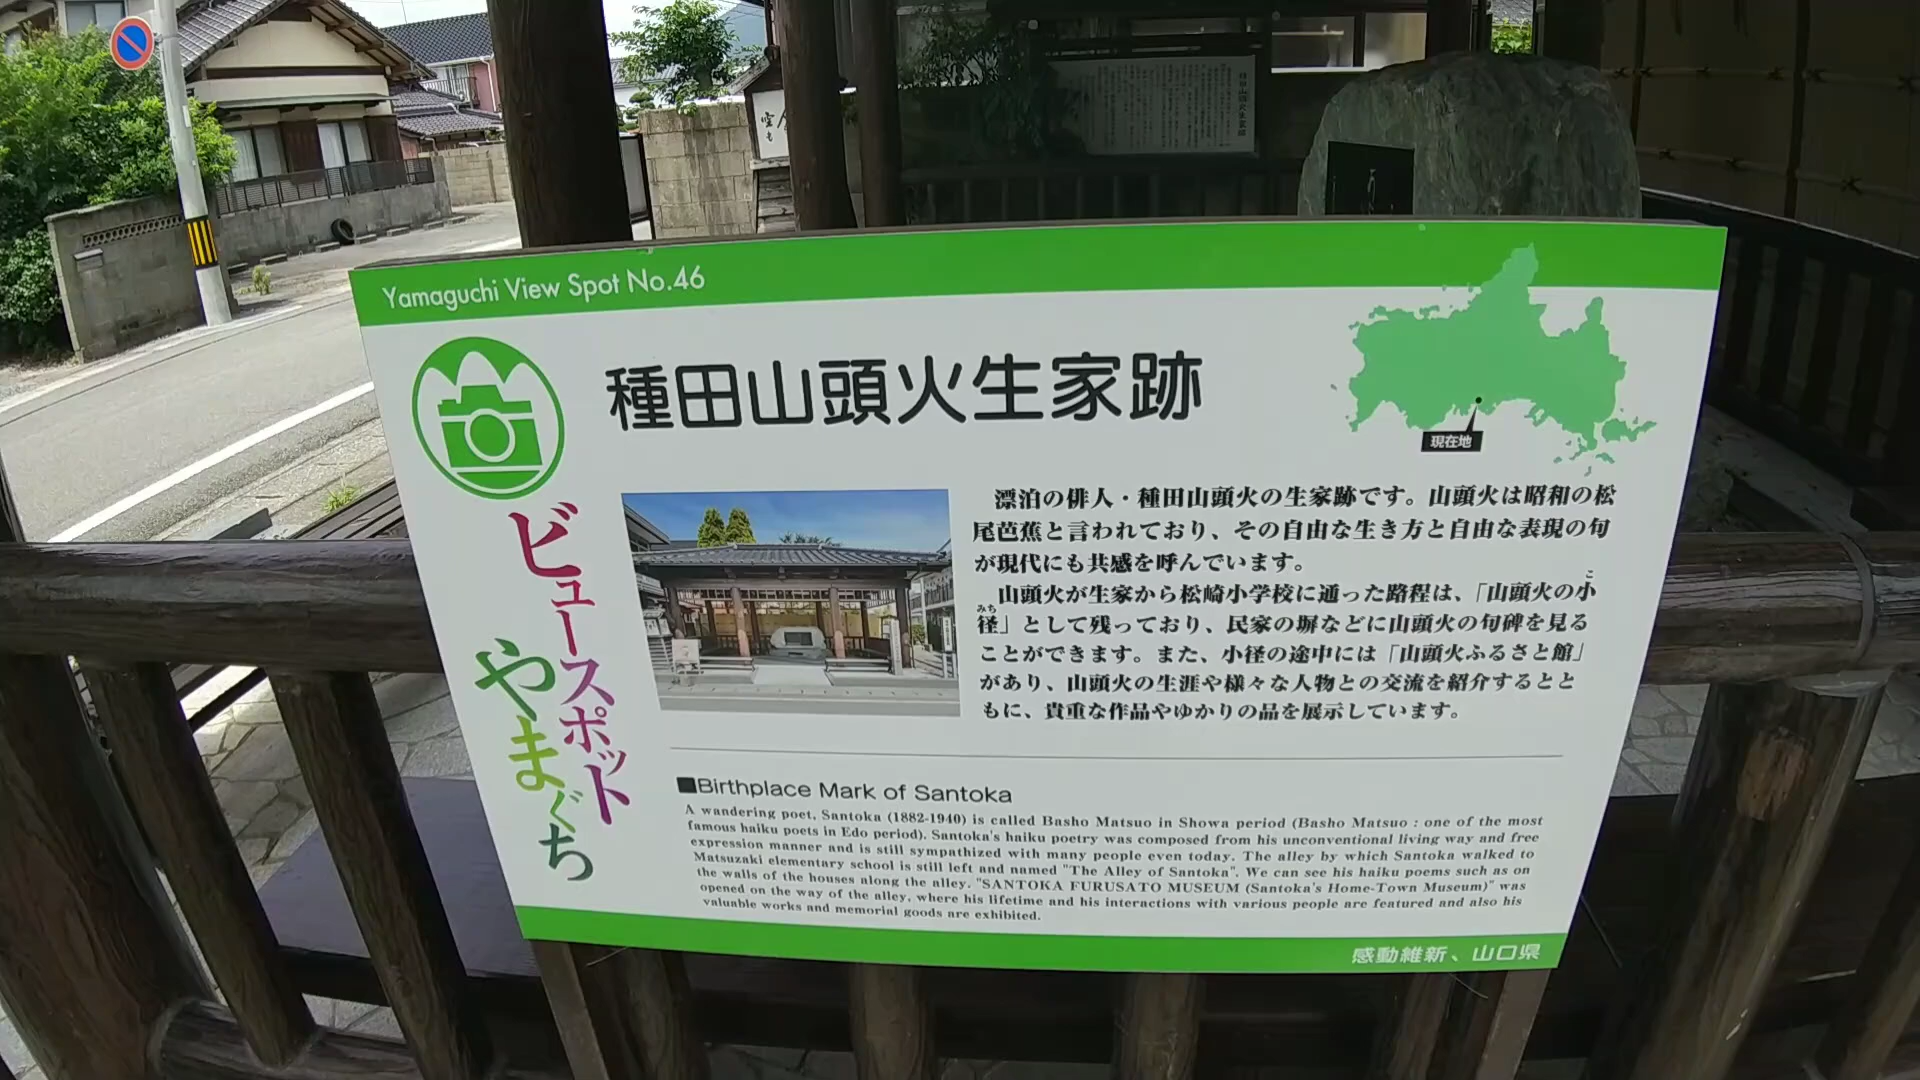 Yamaguchi View Spot No.46
種田山頭火生家跡
現在地
ビュースポット
やまぐち
漂泊の俳人・種田山頭火の生家跡です。山頭火は昭和の松
尾芭蕉と言われており、その自由な生き方と自由な表現の句
が現代にも共感を呼んでいます。
山頭火が生家から松崎小学校に通った路程は、「山頭火の小
こ
みち
径」として残っており、民家の塀などに山頭火の句碑を見る
ことができます。また、小径の途中には「山頭火ふるさと館」
があり、山頭火の生涯や様々な人物との交流を紹介するとと
もに、貴重な作品やゆかりの品を展示しています。
■Birthplace Mark of Santoka
A wandering poet, Santoka (1882-1940) is called Basho Matsuo in Showa period (Basho Matsuo : one of the most
famous haiku poets in Edo period). Santoka's haiku poetry was composed from his unconventional living way and free
expression manner and is still sympathized with many people even today. The alley by which Santoka walked to
Matsuzaki elementary school is still left and named "The Alley of Santoka". We can see his haiku poems such as on
the walls of the houses along the alley. "SANTOKA FURUSATO MUSEUM (Santoka's Home-Town Museum)" was
opened on the way of the alley, where his lifetime and his interactions with various people are featured and also his
valuable works and memorial goods are exhibited.
感動維新、山口県